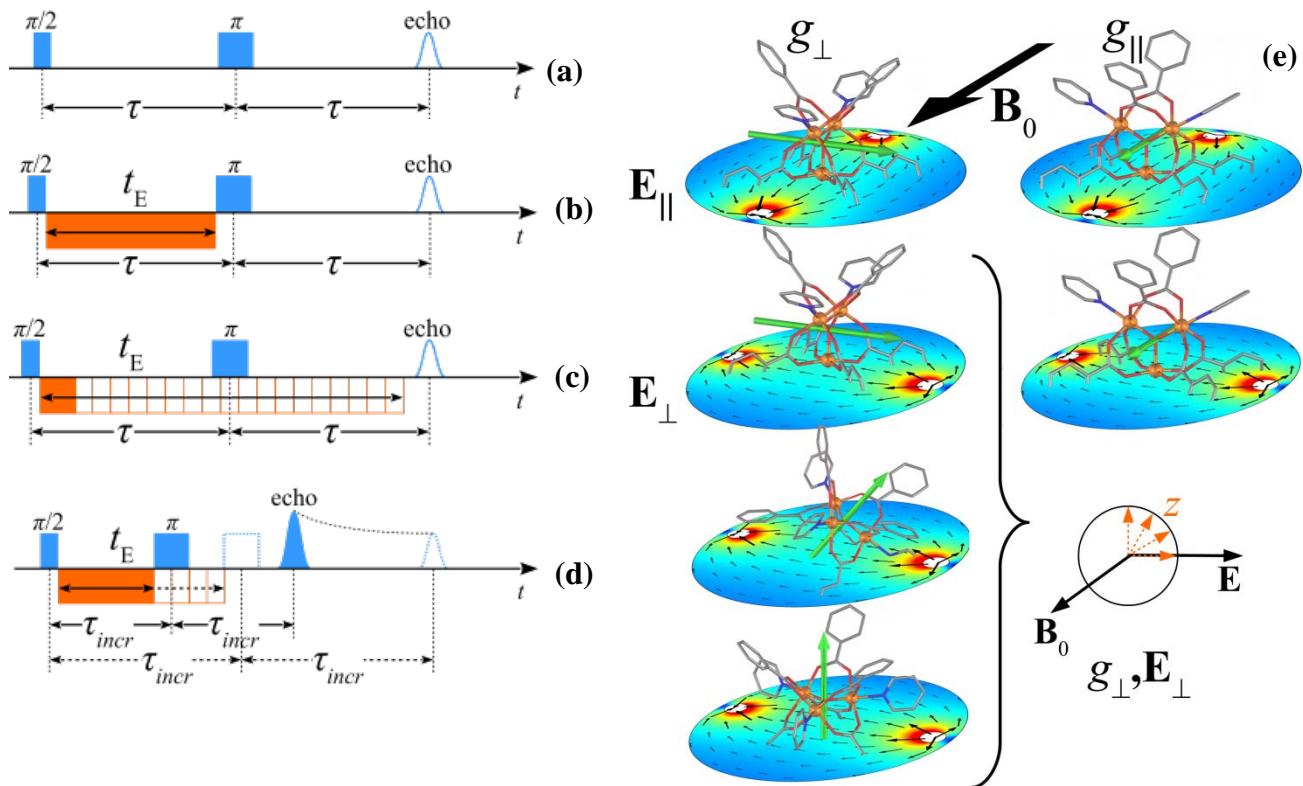 π/2
π
echo
t
(a)
τ
τ
π/2
t_E
π
echo
t
(b)
τ
τ
π/2
t_E
π
echo
t
(c)
τ
τ
π/2
t_E
π
echo
t
(d)
τ_incr
τ_incr
τ_incr
τ_incr
g_⊥
g_∥
(e)
B_0
E_∥
E_⊥
z
E
B_0
g_⊥,E_⊥